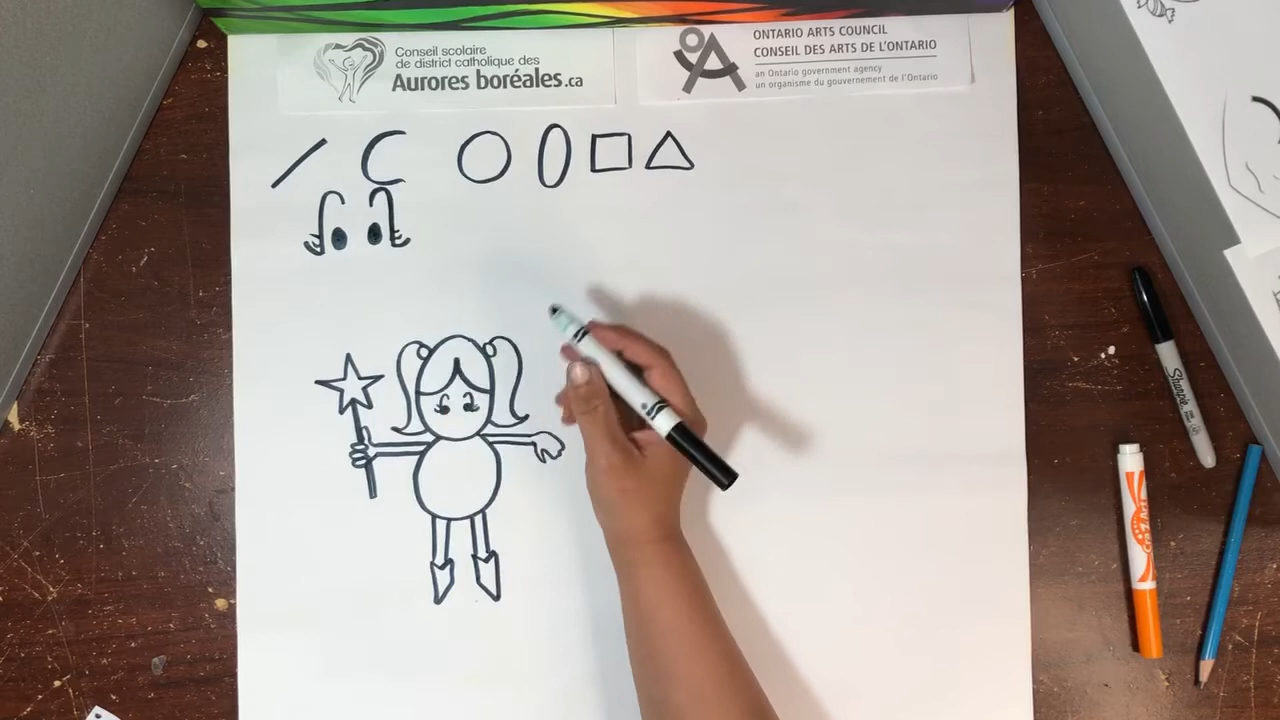 Conseil scolaire
de district catholique des
Aurores boréales.ca
ONTARIO ARTS COUNCIL
CONSEIL DES ARTS DE L'ONTARIO
an Ontario government agency
un organisme du gouvernement de l'Ontario
Sharpie
CraZArt